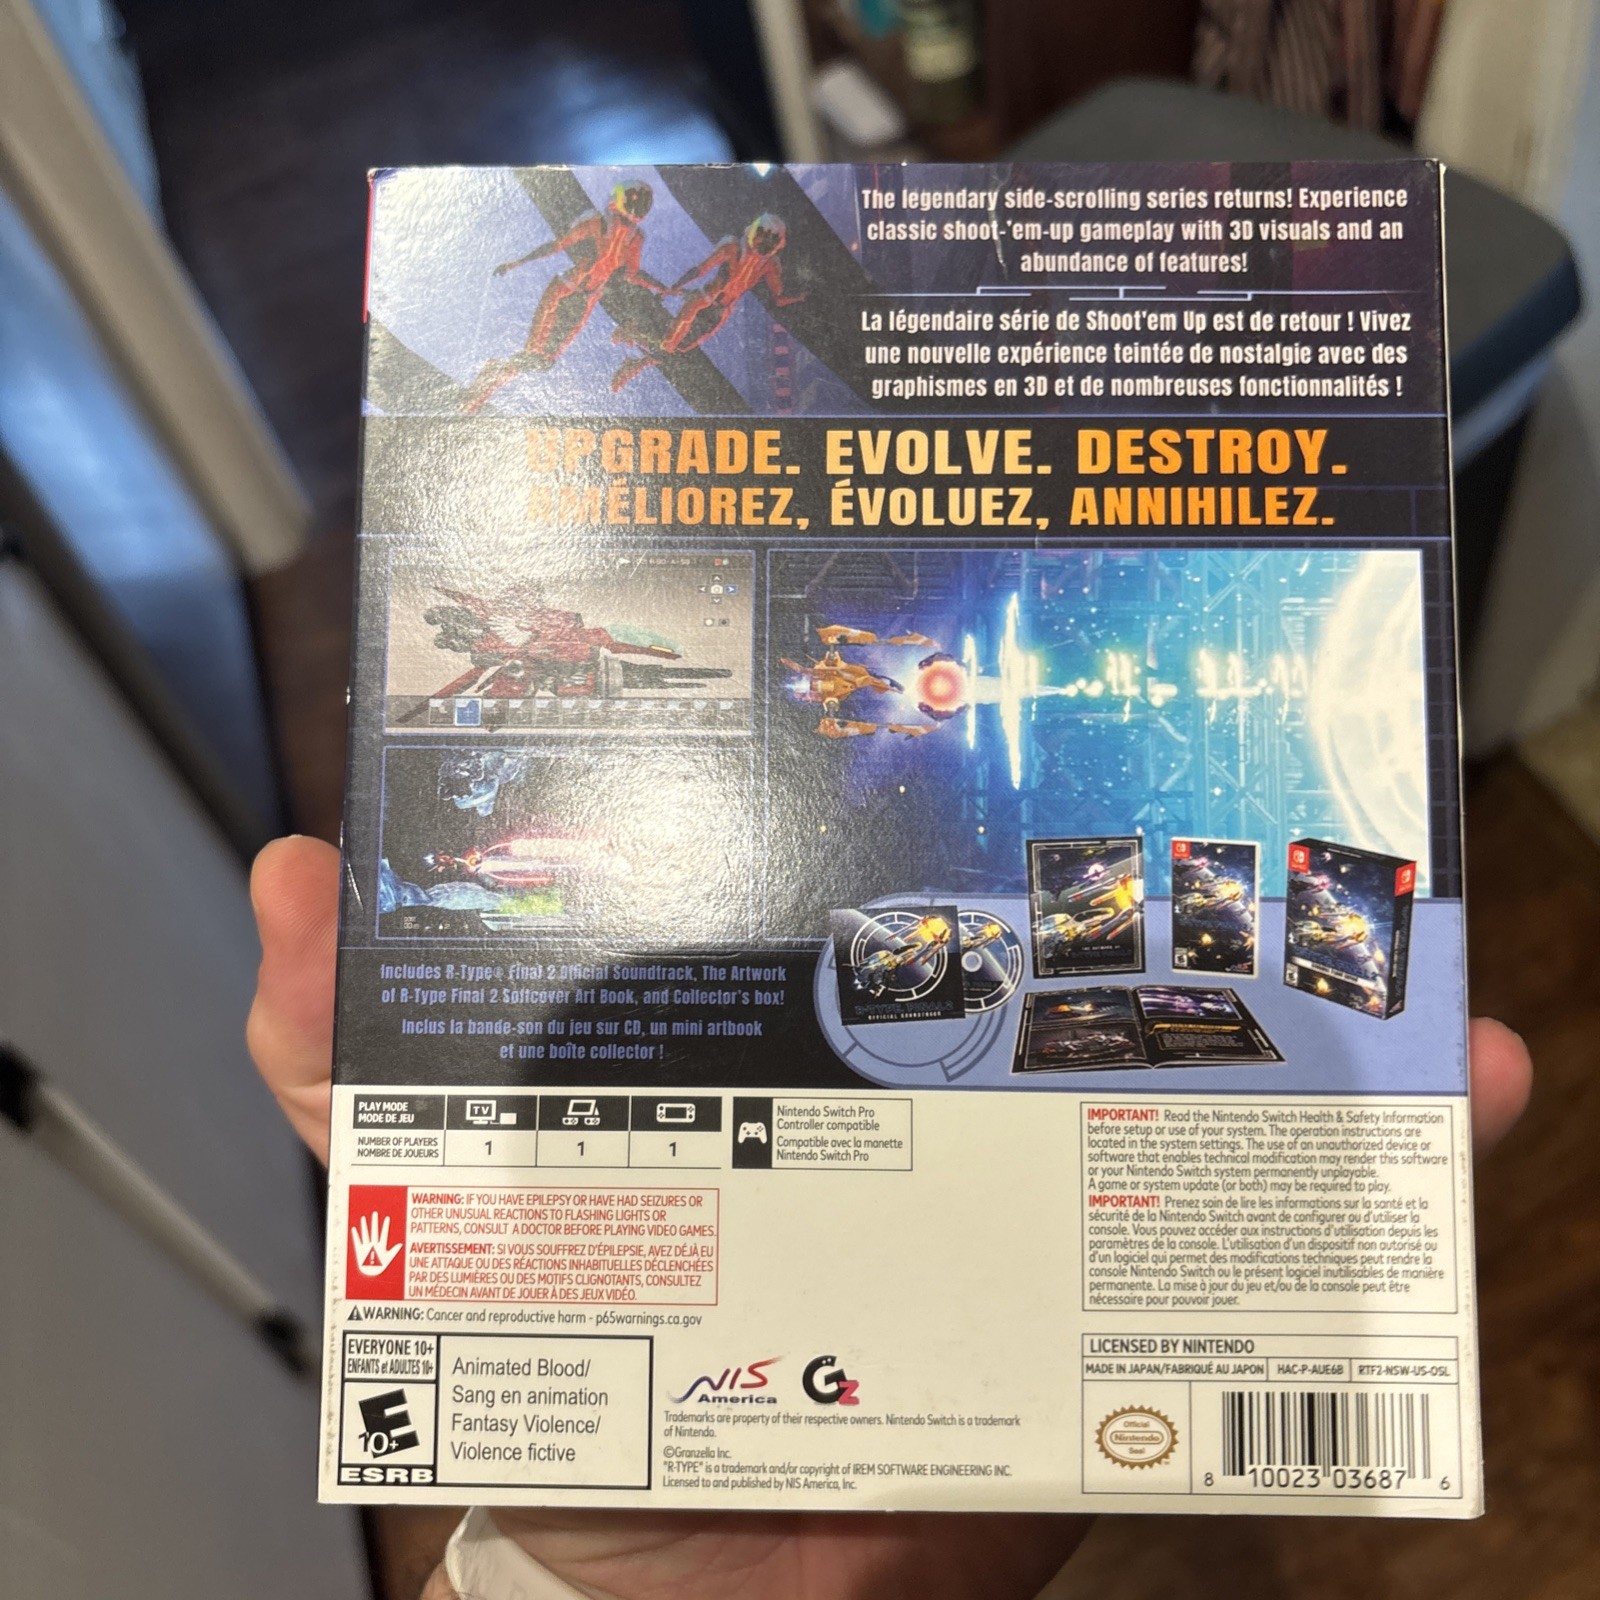 The legendary side-scrolling series returns! Experience
classic shoot-'em-up gameplay with 3D visuals and an
abundance of features!
La légendaire série de Shoot'em Up est de retour ! Vivez
une nouvelle expérience teintée de nostalgie avec des
graphismes en 3D et de nombreuses fonctionnalités !
UPGRADE. EVOLVE. DESTROY.
AMÉLIOREZ, ÉVOLUEZ, ANNIHILEZ.
Includes R-Type® Final 2 Official Soundtrack, The Artwork
of R-Type Final 2 Softcover Art Book, and Collector's box!
Inclus la bande-son du jeu sur CD, un mini artbook
et une boîte collector !
OFFICIAL SOUNDTRACK
PLAY MODE
MODE DE JEU
TV
NUMBER OF PLAYERS
NOMBRE DE JOUEURS
1 1 1
Nintendo Switch Pro
Controller compatible
Compatible avec la manette
Nintendo Switch Pro
WARNING: IF YOU HAVE EPILEPSY OR HAVE HAD SEIZURES OR
OTHER UNUSUAL REACTIONS TO FLASHING LIGHTS OR
PATTERNS, CONSULT A DOCTOR BEFORE PLAYING VIDEO GAMES.
AVERTISSEMENT: SI VOUS SOUFFREZ D'ÉPILEPSIE, AVEZ DÉJÀ EU
UNE ATTAQUE OU DES RÉACTIONS INHABITUELLES DÉCLENCHÉES
PAR DES LUMIÈRES OU DES MOTIFS CLIGNOTANTS, CONSULTEZ
UN MÉDECIN AVANT DE JOUER À DES JEUX VIDÉO.
WARNING: Cancer and reproductive harm - p65warnings.ca.gov
EVERYONE 10+
ENFANTS et ADULTES 10+
E
10+
ESRB
Animated Blood/
Sang en animation
Fantasy Violence/
Violence fictive
NIS
America
GZ
Trademarks are property of their respective owners. Nintendo Switch is a trademark
of Nintendo.
©Granzella Inc.
"R-TYPE" is a trademark and/or copyright of IREM SOFTWARE ENGINEERING INC.
Licensed to and published by NIS America, Inc.
IMPORTANT! Read the Nintendo Switch Health & Safety Information
before setup or use of your system. The operation instructions are
located in the system settings. The use of an unauthorized device or
software that enables technical modification may render this software
or your Nintendo Switch system permanently unplayable.
A game or system update (or both) may be required to play.
IMPORTANT! Prenez soin de lire les informations sur la santé et la
sécurité de la Nintendo Switch avant de configurer ou d'utiliser la
console. Vous pouvez accéder aux instructions d'utilisation depuis les
paramètres de la console. L'utilisation d'un dispositif non autorisé ou
d'un logiciel qui permet des modifications techniques peut rendre la
console Nintendo Switch ou le présent logiciel inutilisables de manière
permanente. La mise à jour du jeu et/ou de la console peut être
nécessaire pour pouvoir jouer.
LICENSED BY NINTENDO
MADE IN JAPAN/FABRIQUÉ AU JAPON HAC-P-AUE6B RTF2-NSW-US-OSL
Official
Nintendo
Seal
8 10023 03687 6